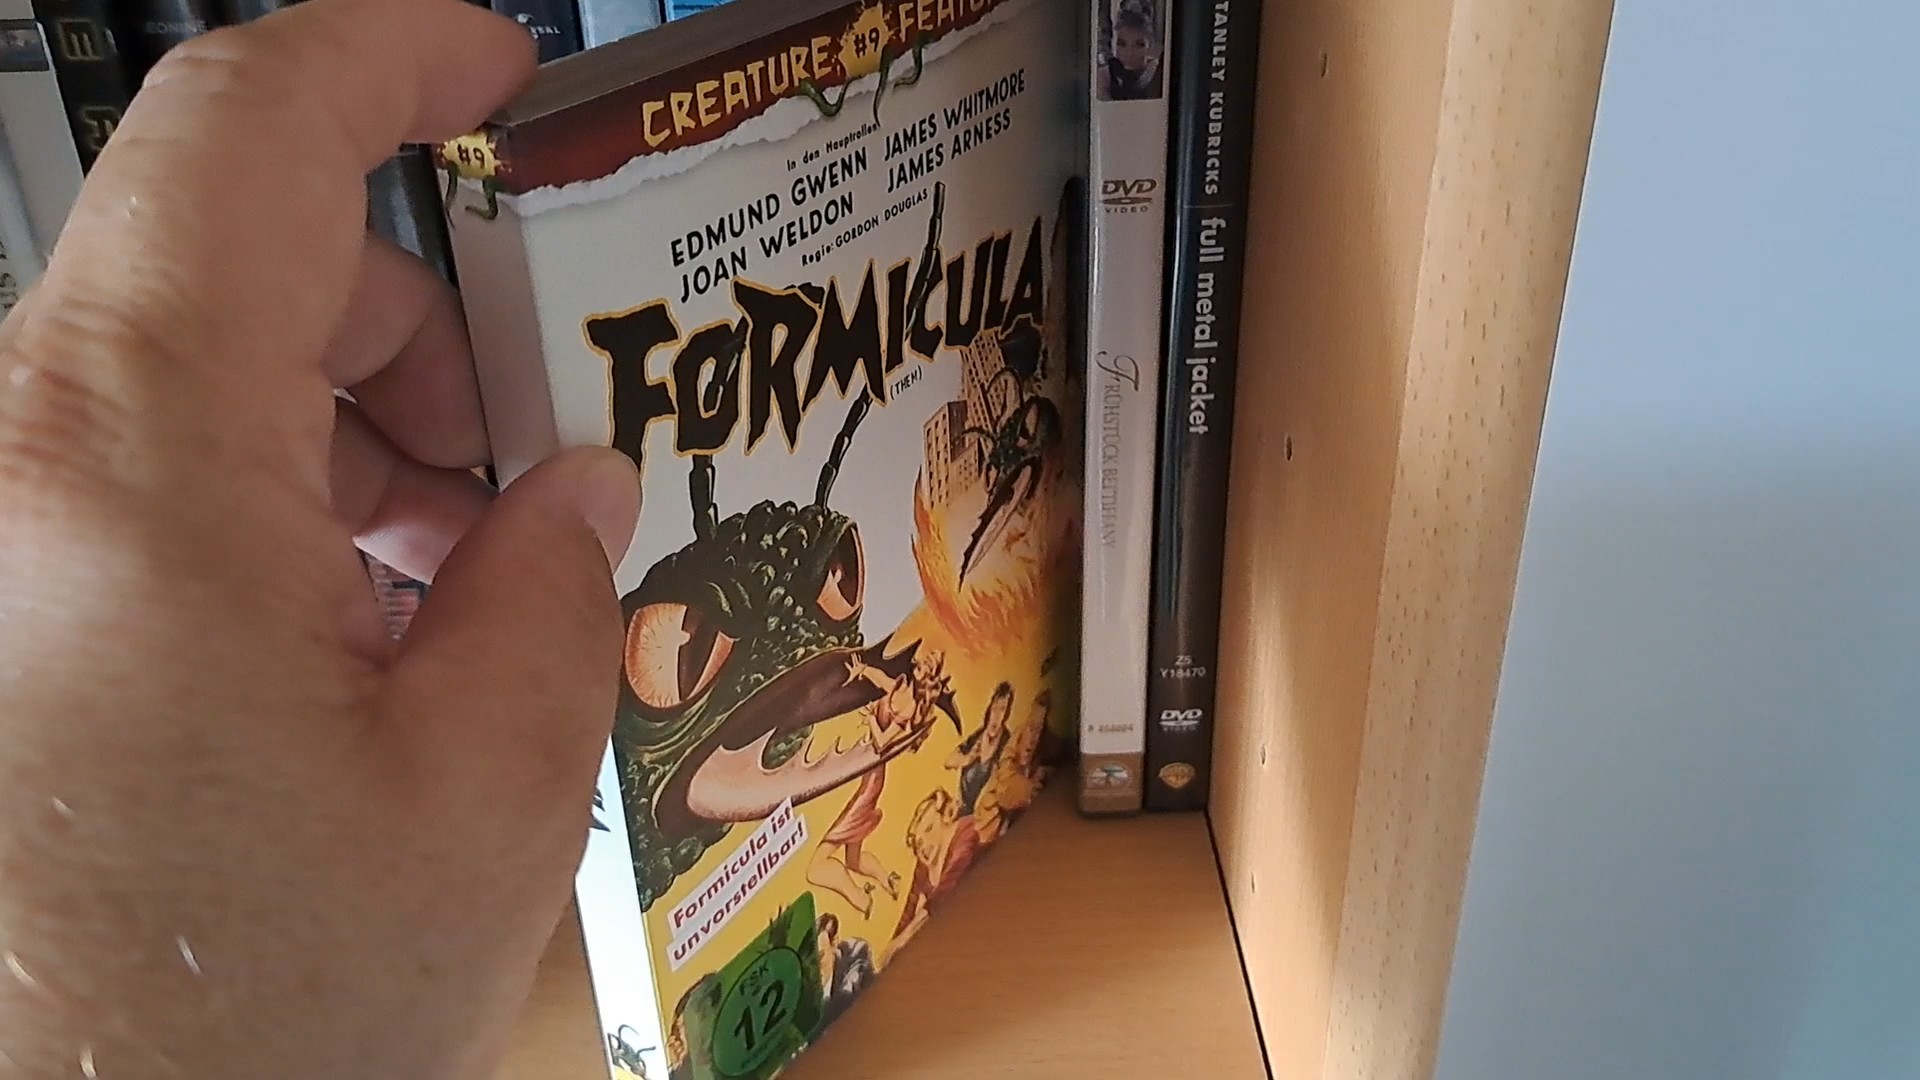 CREATURE #9 FEATU
#9
In den Hauptrollen
EDMUND GWENN JAMES WHITMORE
JOAN WELDON JAMES ARNESS
Regie: GORDON DOUGLAS
FORMICULA
(THEM)
Formicula ist
unvorstellbar!
FSK
12
DVD
VIDEO
FRÜHSTÜCK BEI TIFFANY
TANLEY KUBRICKS
full metal jacket
Z5
Y18470
DVD
VIDEO